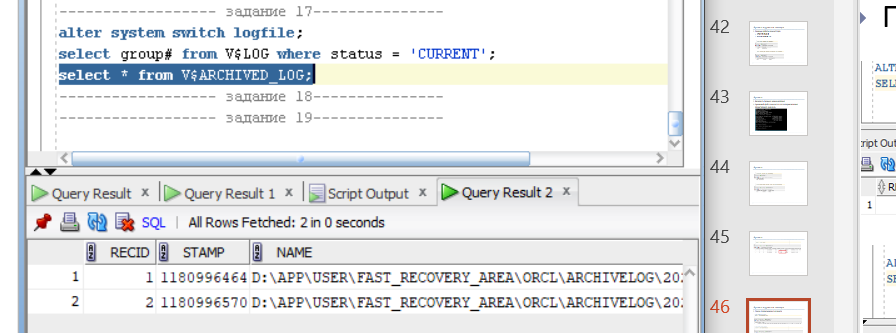 ------------------ задание 17---------------
alter system switch logfile;
select group# from V$LOG where status = 'CURRENT';
select * from V$ARCHIVED_LOG;
------------------ задание 18---------------
------------------ задание 19---------------
Query Result x
Query Result 1 x
Script Output x
Query Result 2 x
SQL | All Rows Fetched: 2 in 0 seconds
RECID STAMP NAME
1 1 1180996464 D:\APP\USER\FAST_RECOVERY_AREA\ORCL\ARCHIVELOG\20
2 2 1180996570 D:\APP\USER\FAST_RECOVERY_AREA\ORCL\ARCHIVELOG\20
42
43
44
45
46
ALT
SEL
ript Out
1